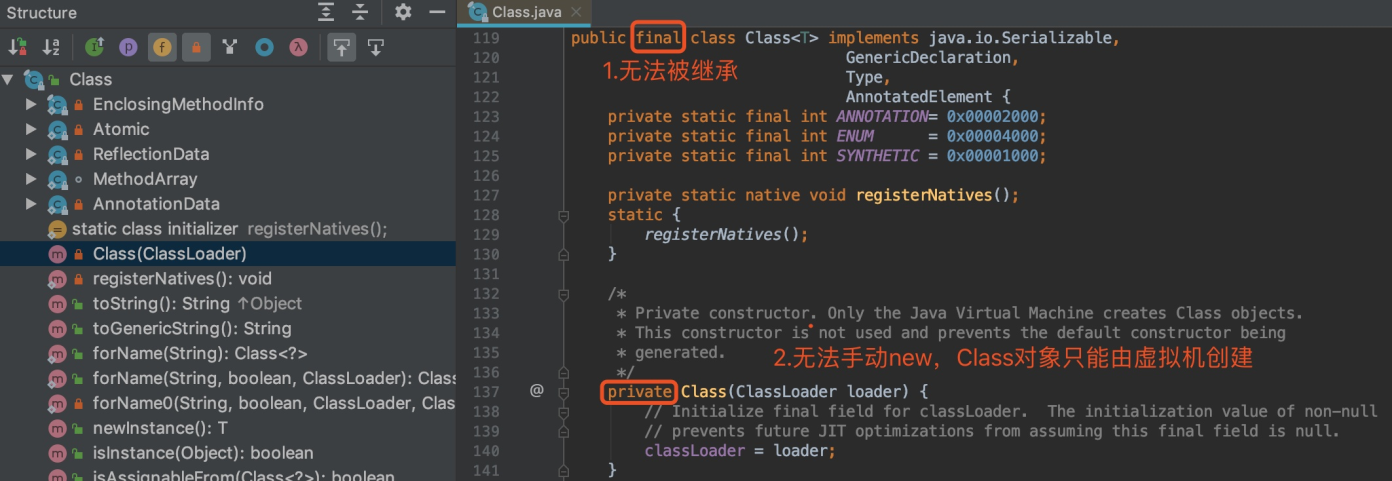 Structure
Class
EnclosingMethodInfo
Atomic
ReflectionData
MethodArray
AnnotationData
static class initializer registerNatives();
Class(ClassLoader)
registerNatives(): void
toString(): String ↑Object
toGenericString(): String
forName(String): Class<?>
forName(String, boolean, ClassLoader): Clas
forName0(String, boolean, ClassLoader, Clas
newInstance(): T
isInstance(Object): boolean
isAssignableFrom(Class<?>): boolean
Class.java
119 public final class Class<T> implements java.io.Serializable,
120 GenericDeclaration,
1.无法被继承
121 Type,
122 AnnotatedElement {
123 private static final int ANNOTATION= 0x00002000;
124 private static final int ENUM = 0x00004000;
125 private static final int SYNTHETIC = 0x00001000;
126
127 private static native void registerNatives();
128 static {
129 registerNatives();
130 }
131
132 /*
133 * Private constructor. Only the Java Virtual Machine creates Class objects.
134 * This constructor is not used and prevents the default constructor being
135 * generated.
2.无法手动new，Class对象只能由虚拟机创建
136 */
137 @ private Class(ClassLoader loader) {
138 // Initialize final field for classLoader. The initialization value of non-null
139 // prevents future JIT optimizations from assuming this final field is null.
140 classLoader = loader;
141 }